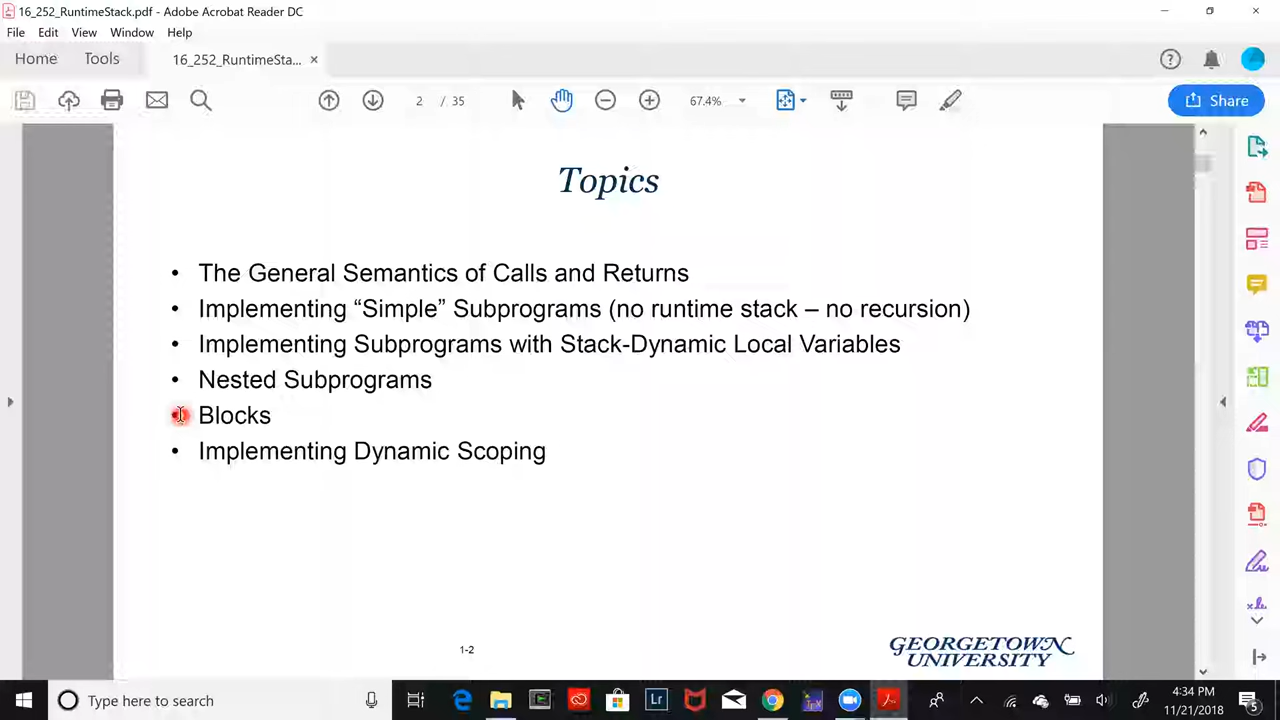 16_252_RuntimeStack.pdf - Adobe Acrobat Reader DC
File Edit View Window Help
Home Tools 16_252_RuntimeSta... ×
2 / 35 67.4% Share
Topics
• The General Semantics of Calls and Returns
• Implementing “Simple” Subprograms (no runtime stack – no recursion)
• Implementing Subprograms with Stack-Dynamic Local Variables
• Nested Subprograms
• Blocks
• Implementing Dynamic Scoping
1-2
GEORGETOWN
UNIVERSITY
Type here to search
4:34 PM
11/21/2018
5